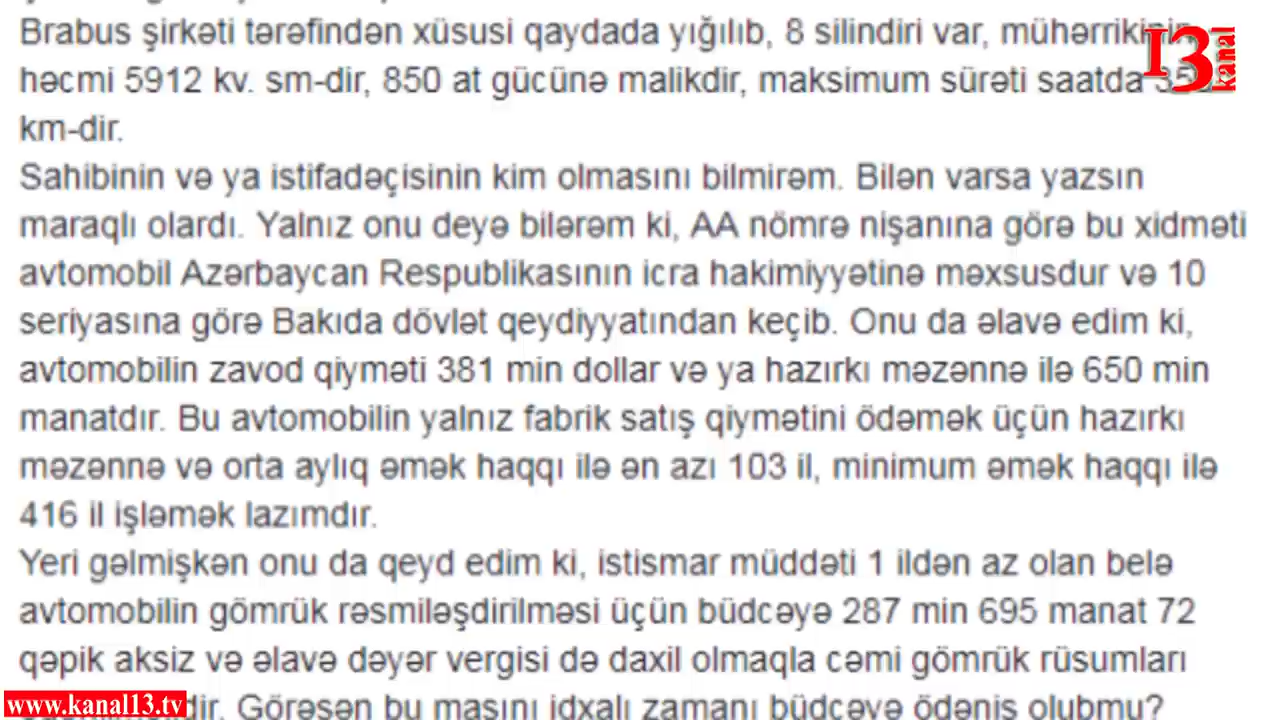 Brabus şirkəti tərəfindən xüsusi qaydada yığılıb, 8 silindiri var,
13 kanal
həcmi 5912 kv. sm-dir, 850 at gücünə malikdir, maksimum sürəti saatda
km-dir.
Sahibinin və ya istifadəçisinin kim olmasını bilmirəm. Bilən varsa yazsın
maraqlı olardı. Yalnız onu deyə bilərəm ki, AA nömrə nişanına görə bu xidməti
avtomobil Azərbaycan Respublikasının icra hakimiyyətinə məxsusdur və 10
seriyasına görə Bakıda dövlət qeydiyyatından keçib. Onu da əlavə edim ki,
avtomobilin zavod qiyməti 381 min dollar və ya hazırkı məzənnə ilə 650 min
manatdır. Bu avtomobilin yalnız fabrik satış qiymətini ödəmək üçün hazırkı
məzənnə və orta aylıq əmək haqqı ilə ən azı 103 il, minimum əmək haqqı ilə
416 il işləmək lazımdır.
Yeri gəlmişkən onu da qeyd edim ki, istismar müddəti 1 ildən az olan belə
avtomobilin gömrük rəsmiləşdirilməsi üçün büdcəyə 287 min 695 manat 72
qəpik aksiz və əlavə dəyər vergisi də daxil olmaqla cəmi gömrük rüsumları
Görəsən bu maşını idxalı zamanı büdcəyə ödəniş olubmu?
www.kanal13.tv